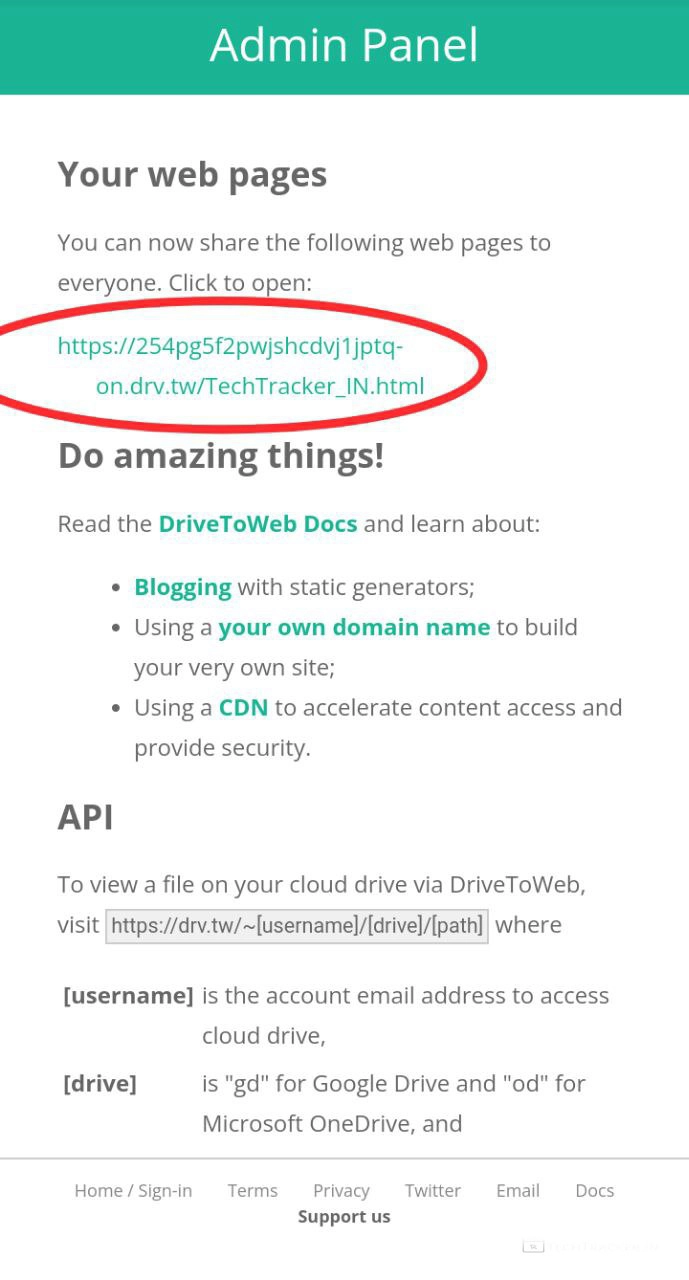 Admin Panel
Your web pages
You can now share the following web pages to
everyone. Click to open:
https://254pg5f2pwjshcdvj1jptq-
on.drv.tw/TechTracker_IN.html
Do amazing things!
Read the DriveToWeb Docs and learn about:
• Blogging with static generators;
• Using a your own domain name to build
your very own site;
• Using a CDN to accelerate content access and
provide security.
API
To view a file on your cloud drive via DriveToWeb,
visit https://drv.tw/~[username]/[drive]/[path] where
[username] is the account email address to access
cloud drive,
[drive] is "gd" for Google Drive and "od" for
Microsoft OneDrive, and
Home / Sign-in Terms Privacy Twitter Email Docs
Support us